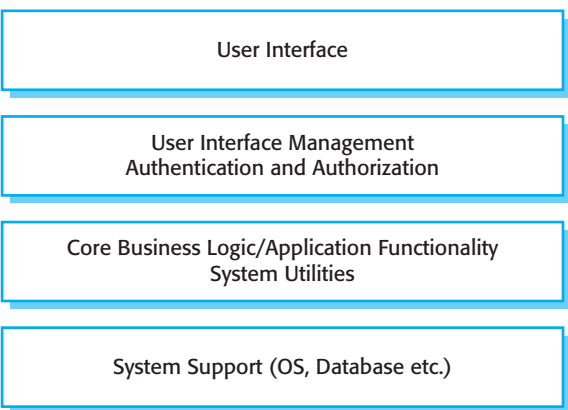 User Interface
User Interface Management
Authentication and Authorization
Core Business Logic/Application Functionality
System Utilities
System Support (OS, Database etc.)